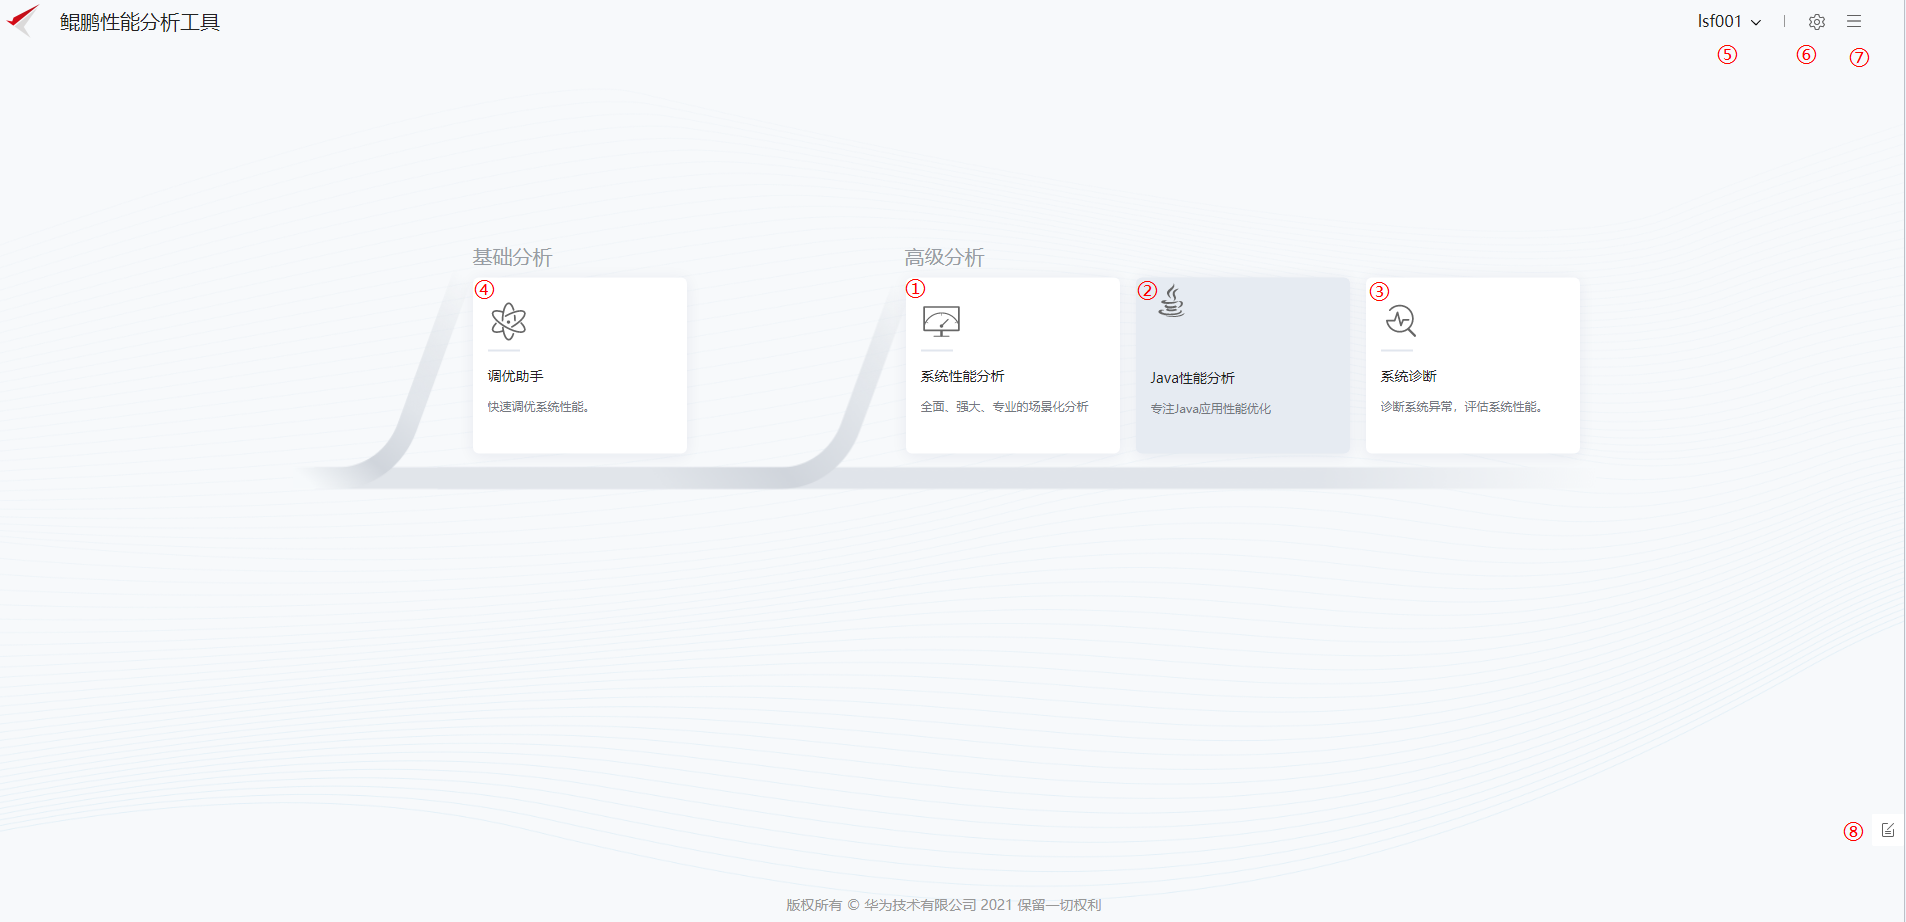 鲲鹏性能分析工具
lsf001
⑤
⑥
⑦
基础分析
高级分析
④
①
②
③
调优助手
系统性能分析
Java性能分析
系统诊断
快速调优系统性能。
全面、强大、专业的场景化分析
专注Java应用性能优化
诊断系统异常，评估系统性能。
⑧
版权所有 © 华为技术有限公司 2021 保留一切权利